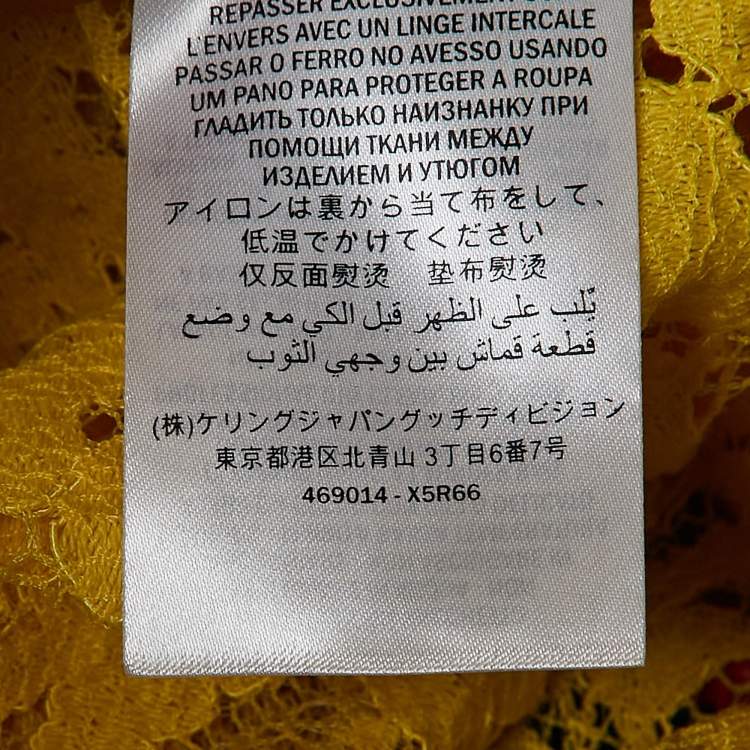 REPASSER EXCLUSIVEMENT
L'ENVERS AVEC UN LINGE INTERCALE
PASSAR O FERRO NO AVESSO USANDO
UM PANO PARA PROTEGER A ROUPA
ГЛАДИТЬ ТОЛЬКО НАИЗНАНКУ ПРИ
ПОМОЩИ ТКАНИ МЕЖДУ
ИЗДЕЛИЕМ И УТЮГОМ
アイロンは裏から当て布をして、
低温でかけてください
仅反面熨烫 垫布熨烫
يّلب على الظهر قبل الكي مع وضع
قطعة قماش بين وجهي الثوب
(株)ケリングジャパングッチディビジョン
東京都港区北青山 3丁目6番7号
469014 - X5R66